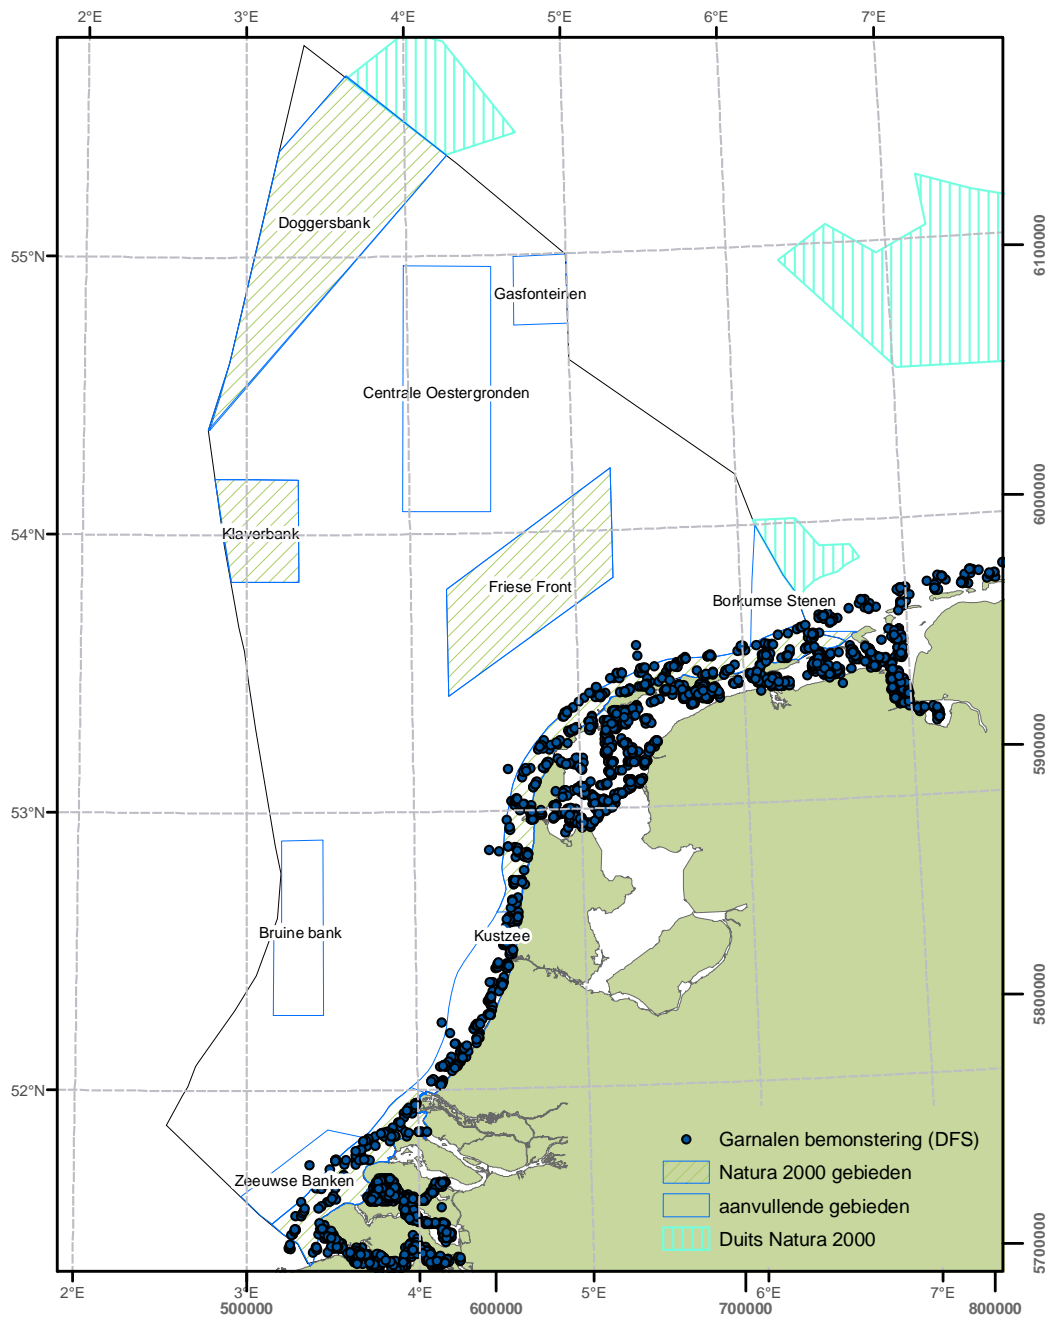 2°E 3°E 4°E 5°E 6°E 7°E
6100000
Doggersbank
55°N
Gasfonteinen
Centrale Oestergronden
6000000
54°N
Klaverbank
Friese Front
Borkumse Stenen
5900000
53°N
Bruine bank
Kustzee
5800000
52°N
Garnalen bemonstering (DFS)
Natura 2000 gebieden
Zeeuwse Banken
aanvullende gebieden
Duits Natura 2000
5700000
2°E 3°E 4°E 5°E 6°E 7°E
500000 600000 700000 800000